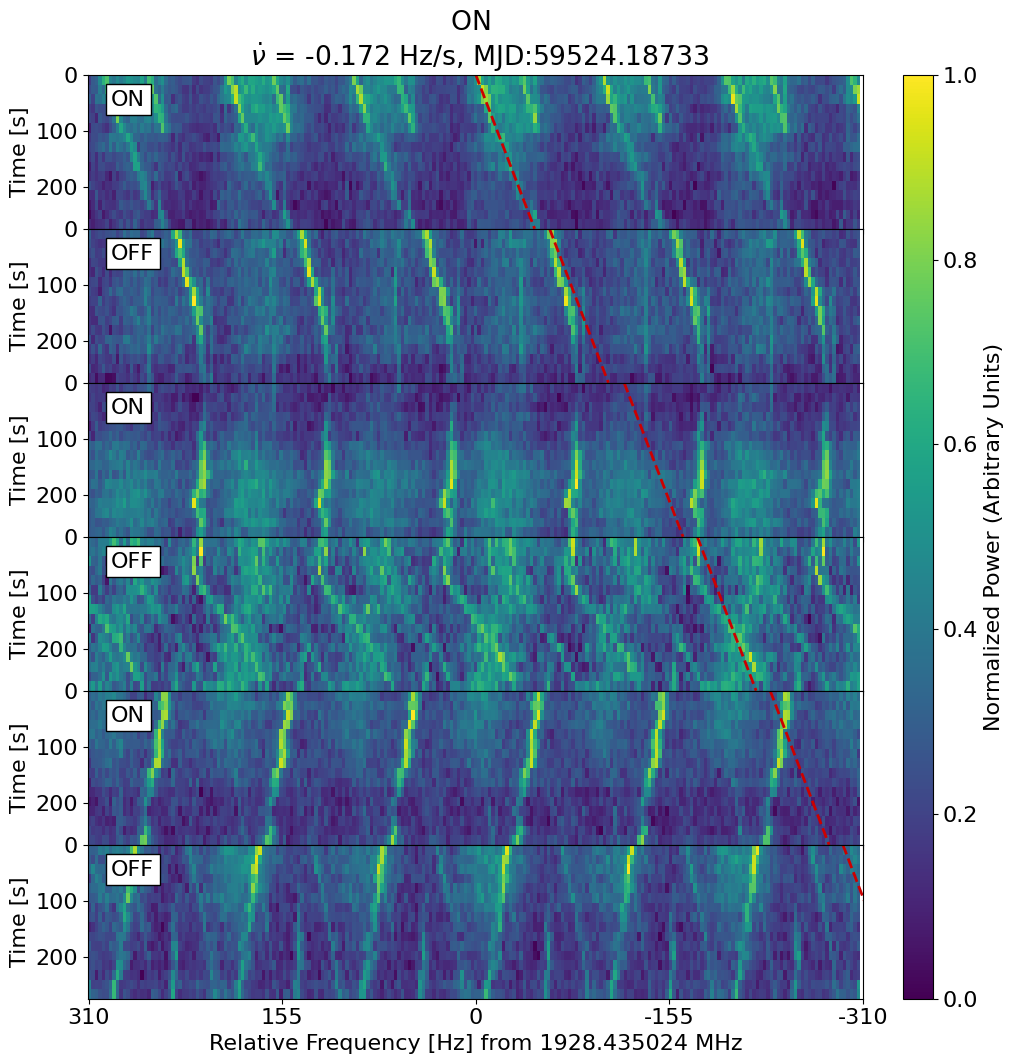 ON
ν̇ = -0.172 Hz/s, MJD:59524.18733
0
100
200
Time [s]
ON
0
100
200
Time [s]
OFF
0
100
200
Time [s]
ON
0
100
200
Time [s]
OFF
0
100
200
Time [s]
ON
0
100
200
Time [s]
OFF
310 155 0 -155 -310
Relative Frequency [Hz] from 1928.435024 MHz
1.0
0.8
0.6
0.4
0.2
0.0
Normalized Power (Arbitrary Units)